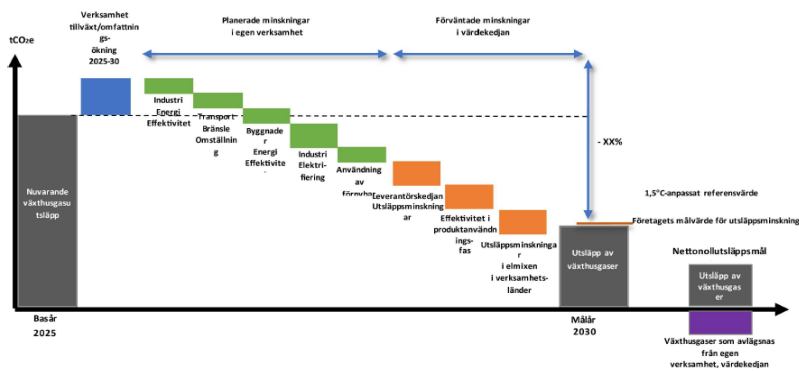 Verksamhet
tillväxt/omfattnin
gs-
ökning
2025-30
Planerade minskningar
i egen verksamhet
Förväntade minskningar
i värdekedjan
tCO2e
Industri
Energi
Effektivitet
Transport
Bränsle
Omställnin
g
Byggnade
r
Energi
Effektivite
Industri
Elektri-
fiering
Användning
av
förnybar
Leverantörskedjan
Utsläppsminskning
ar
Effektivitet i
produktanvändn
ings-
fas
Utsläppsminskninga
r
i elmixen
i verksamhets-
länder
- XX%
1,5°C-anpassat referensvärde
Företagets målvärde för utsläppsminskning
Nuvarande
växthusgasu
tsläpp
Utsläpp av
växthusgaser
Nettonollutsläppsmål
Utsläpp av
växthusgas
er
Basår
2025
Målår
2030
Växthusgaser som avlägsnas
från egen
verksamhet, värdekedjan